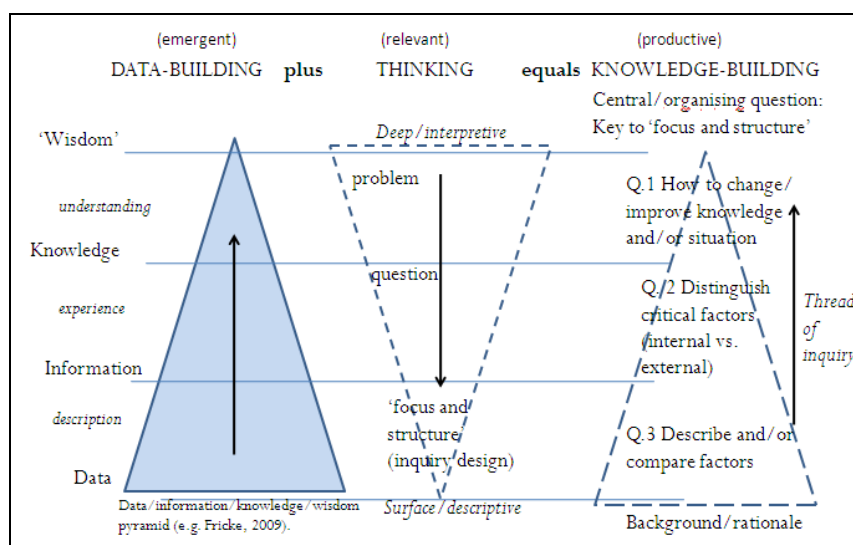 (emergent) (relevant) (productive)
DATA-BUILDING plus THINKING equals KNOWLEDGE-BUILDING
Central/organising question:
Key to 'focus and structure'
'Wisdom'
understanding
Knowledge
experience
Information
description
Data
Data/information/knowledge/wisdom
pyramid (e.g. Fricke, 2009).
Deep/interpretive
problem
question
'focus and
structure'
(inquiry design)
Surface/descriptive
Q.1 How to change/
improve knowledge
and/or situation
Q./2 Distinguish
critical factors
(internal vs.
external)
Q.3 Describe and/or
compare factors
Background/rationale
Thread
of
inquiry